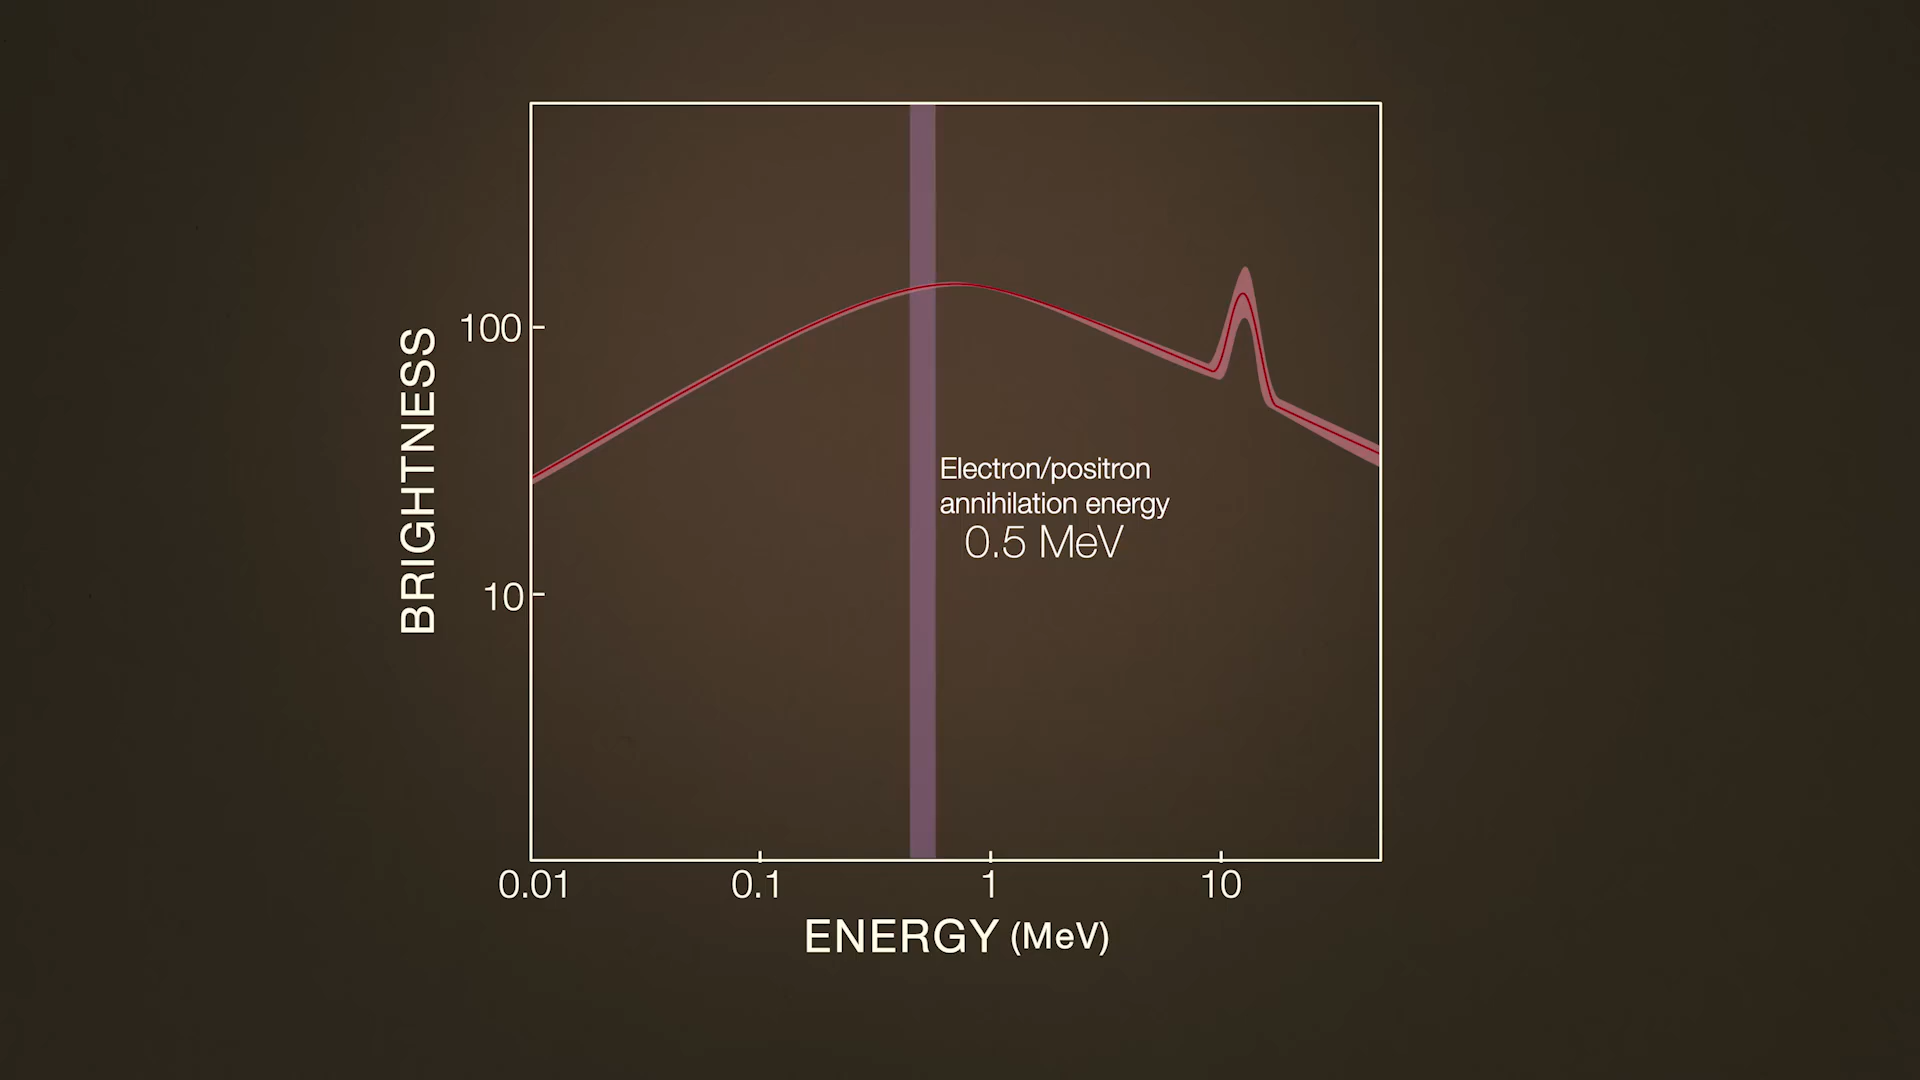 BRIGHTNESS
100
10
Electron/positron
annihilation energy
0.5 MeV
0.01
0.1
1
10
ENERGY (MeV)